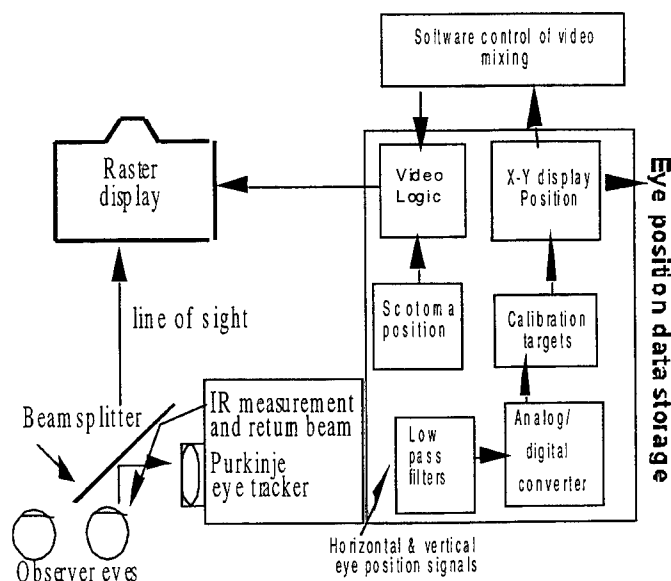 Software control of video
mixing
Raster
display
Video
Logic
X-Y display
Position
Eye position data storage
line of sight
Scotoma
position
Calibration
targets
Beam splitter
IR measurement
and return beam
Purkinje
eye tracker
Low
pass
filters
Analog/
digital
converter
Horizontal & vertical
eye position signals
Observer eyes